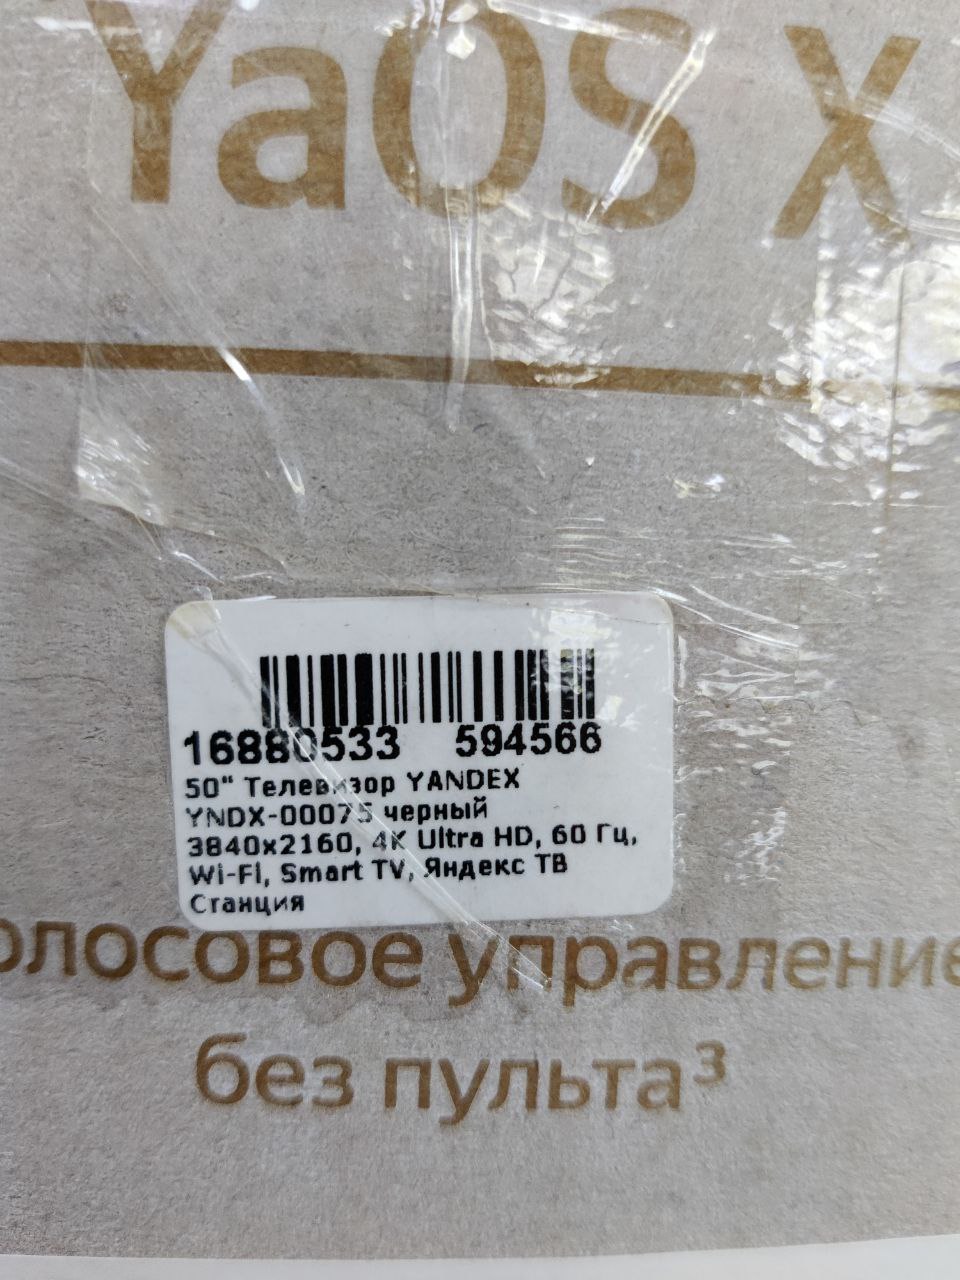 YaOS X
16880533 594566
50" Телевизор YANDEX
YNDX-00075 черный
3840x2160, 4K Ultra HD, 60 Гц,
Wi-Fi, Smart TV, Яндекс ТВ
Станция
олосовое управление
без пульта³